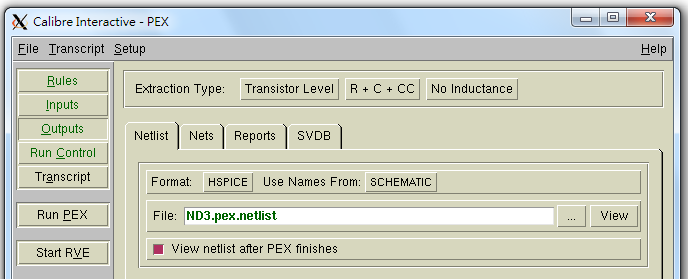 Calibre Interactive - PEX
File Transcript Setup Help
Rules
Inputs
Outputs
Run Control
Transcript
Run PEX
Start RVE
Extraction Type: Transistor Level R + C + CC No Inductance
Netlist Nets Reports SVDB
Format: HSPICE Use Names From: SCHEMATIC
File: ND3.pex.netlist ... View
View netlist after PEX finishes